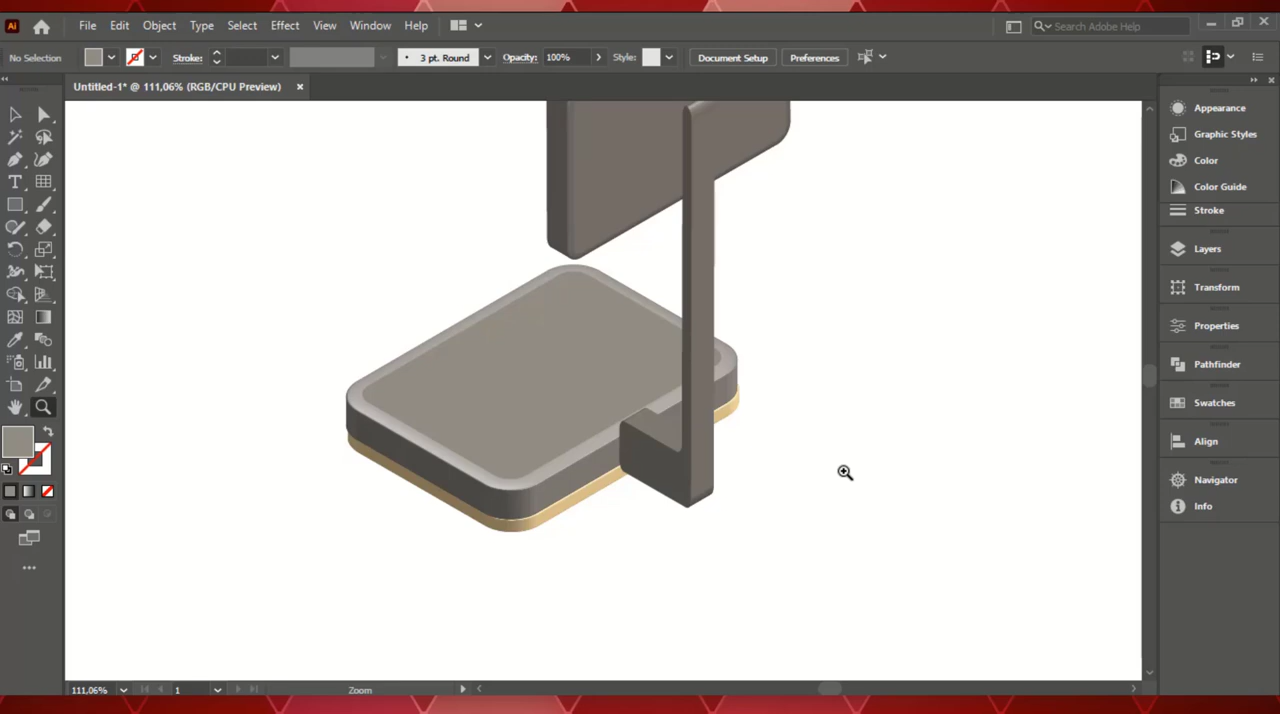 Ai File Edit Object Type Select Effect View Window Help Search Adobe Help
No Selection Stroke: 3 pt. Round Opacity: 100% Style: Document Setup Preferences
Untitled-1* @ 111,06% (RGB/CPU Preview)
Appearance
Graphic Styles
Color
Color Guide
Stroke
Layers
Transform
Properties
Pathfinder
Swatches
Align
Navigator
Info
111,06% 1 Zoom